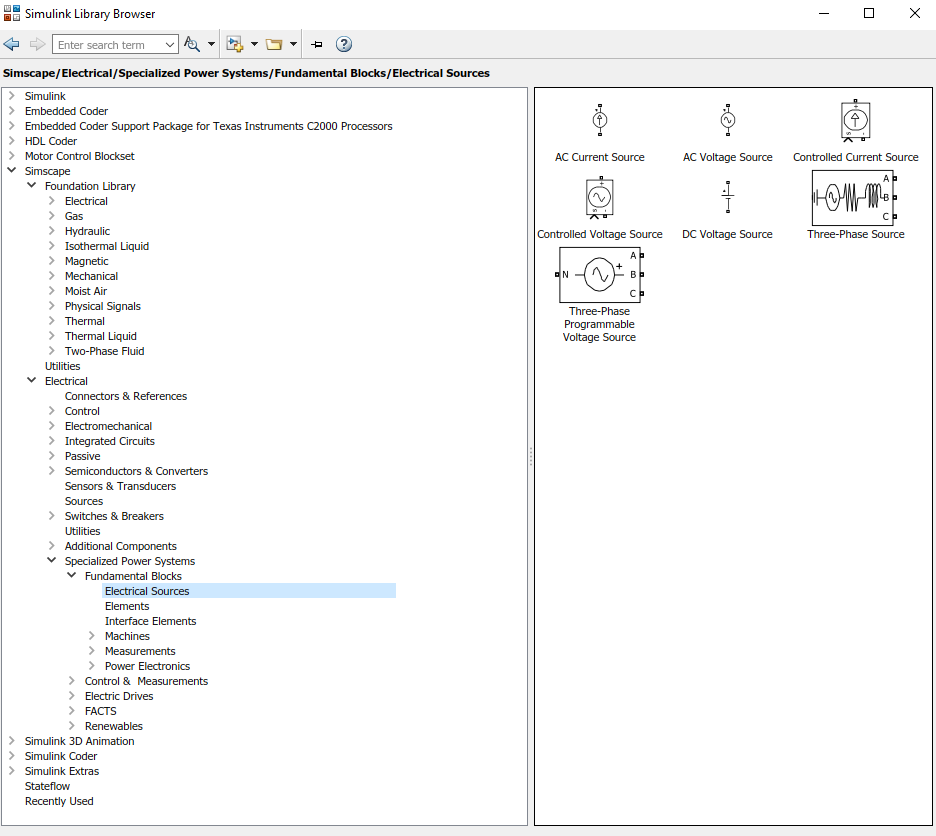 Simulink Library Browser
Enter search term
Simscape/Electrical/Specialized Power Systems/Fundamental Blocks/Electrical Sources
Simulink
Embedded Coder
Embedded Coder Support Package for Texas Instruments C2000 Processors
HDL Coder
Motor Control Blockset
Simscape
Foundation Library
Electrical
Gas
Hydraulic
Isothermal Liquid
Magnetic
Mechanical
Moist Air
Physical Signals
Thermal
Thermal Liquid
Two-Phase Fluid
Utilities
Electrical
Connectors & References
Control
Electromechanical
Integrated Circuits
Passive
Semiconductors & Converters
Sensors & Transducers
Sources
Switches & Breakers
Utilities
Additional Components
Specialized Power Systems
Fundamental Blocks
Electrical Sources
Elements
Interface Elements
Machines
Measurements
Power Electronics
Control &  Measurements
Electric Drives
FACTS
Renewables
Simulink 3D Animation
Simulink Coder
Simulink Extras
Stateflow
Recently Used
AC Current Source
AC Voltage Source
s
Controlled Current Source
s
Controlled Voltage Source
DC Voltage Source
A
B
C
Three-Phase Source
N
A
B
C
Three-Phase
Programmable
Voltage Source